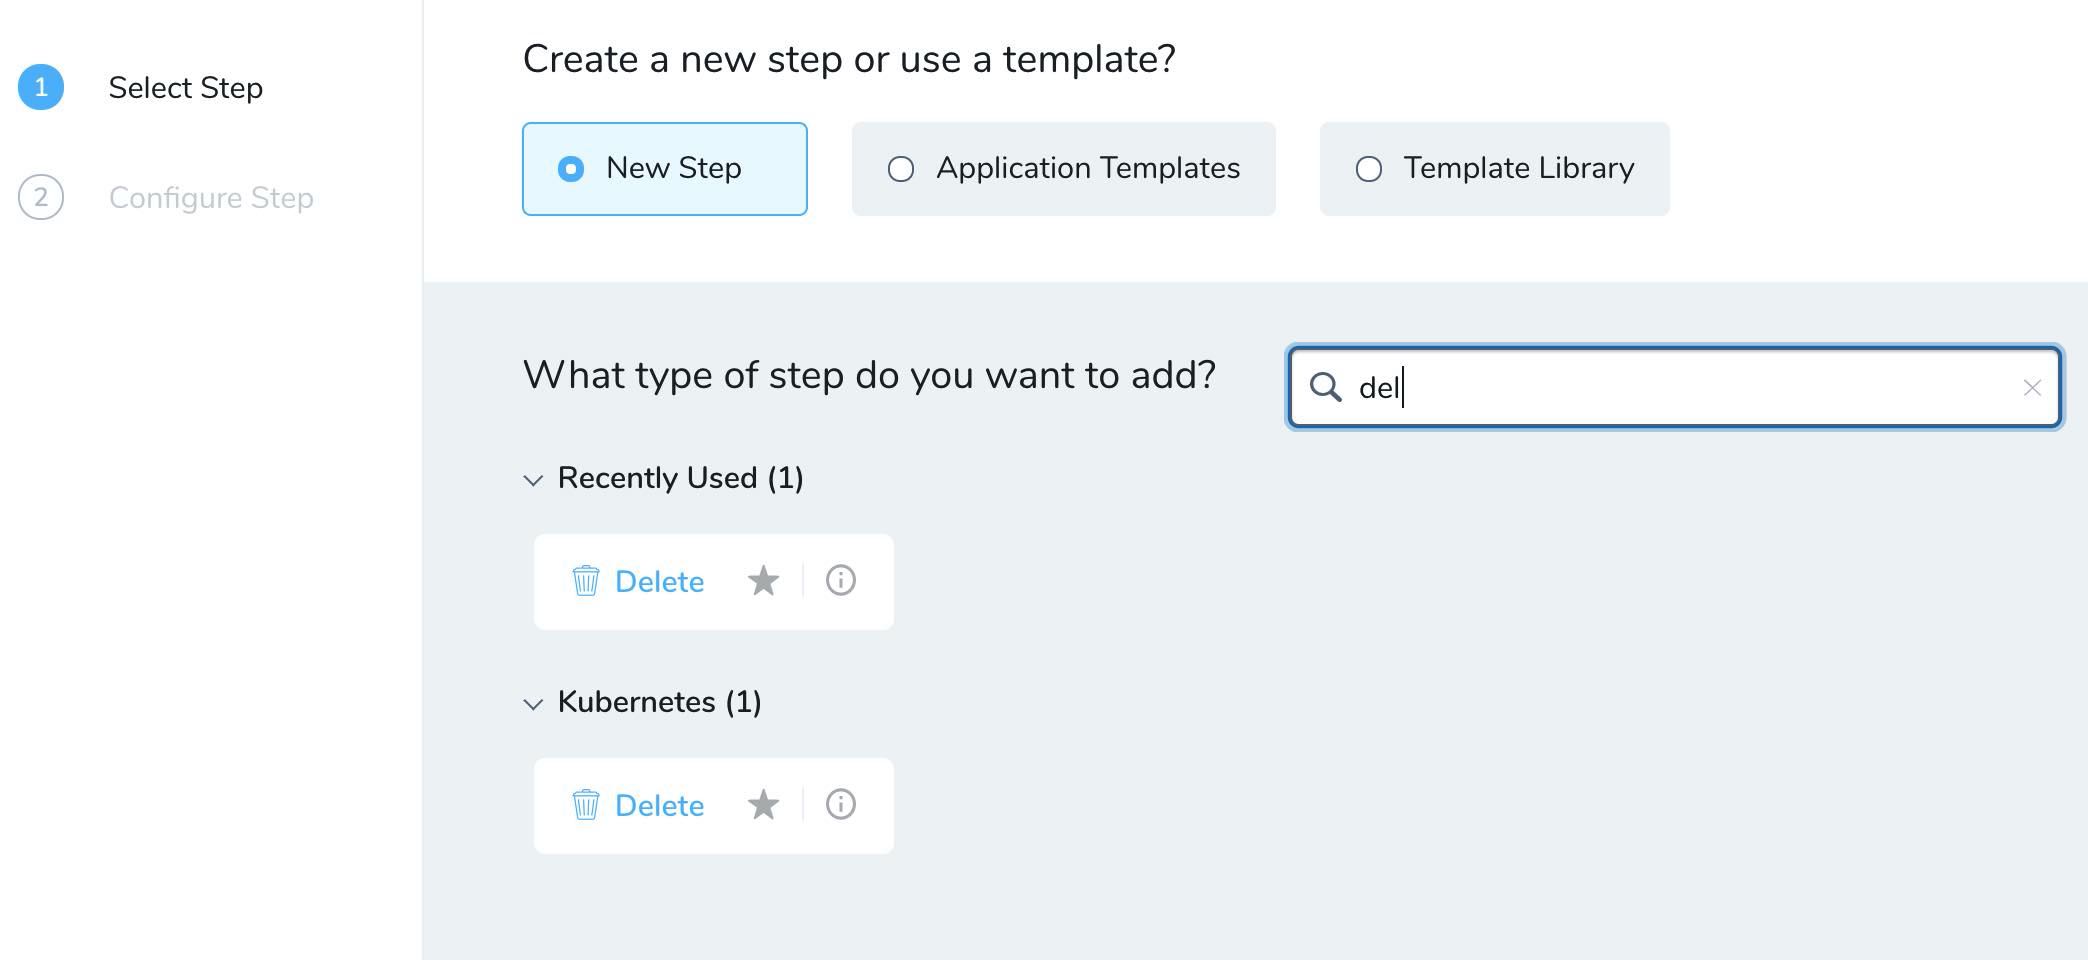 1 Select Step
2 Configure Step
Create a new step or use a template?
New Step
Application Templates
Template Library
What type of step do you want to add?
del
Recently Used (1)
Delete
Kubernetes (1)
Delete